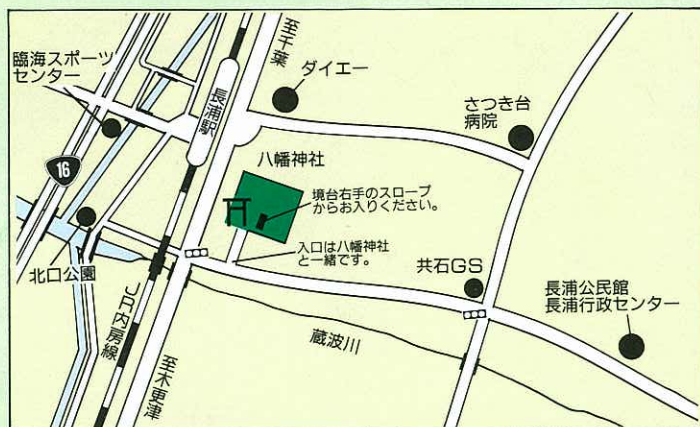 臨海スポーツ
センター
16
北口公園
至千葉
長浦駅
ダイエー
さつき台
病院
八幡神社
境台右手のスロープ
からお入りください。
入口は八幡神社
と一緒です。
共石GS
長浦公民館
長浦行政センター
蔵波川
JR内房線
至木更津